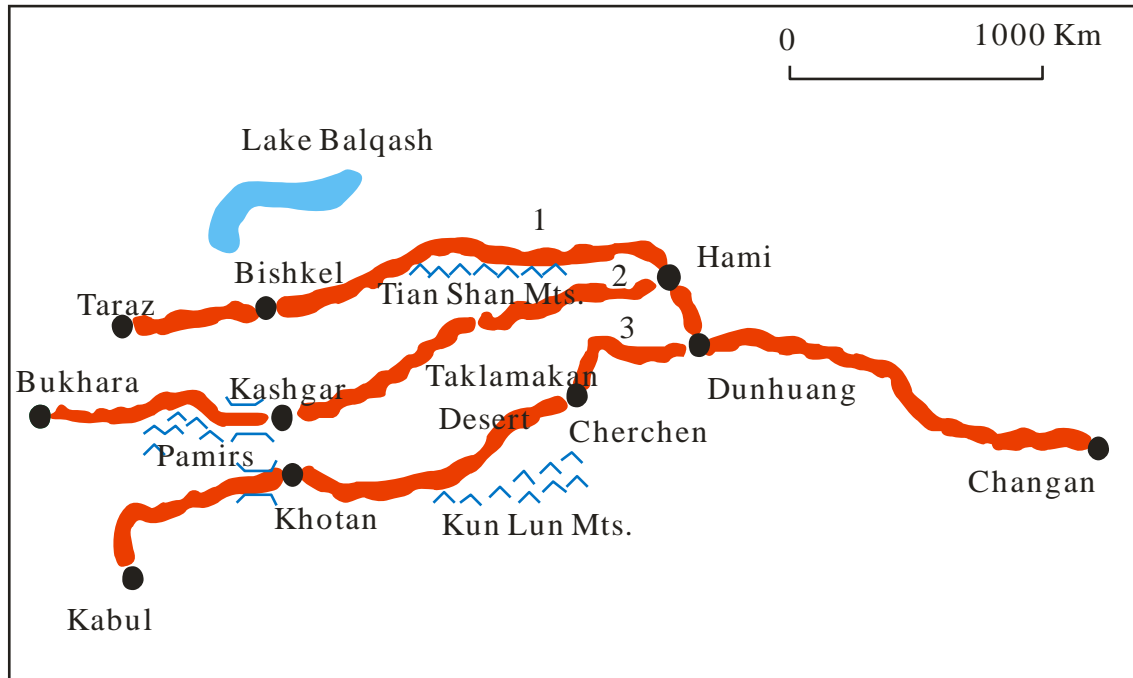 0
1000 Km
Lake Balqash
1
Hami
Bishkel
2
Taraz
Tian Shan Mts.
3
Bukhara
Kashgar
Taklamakan
Desert
Dunhuang
Cherchen
Pamirs
Changan
Khotan
Kun Lun Mts.
Kabul